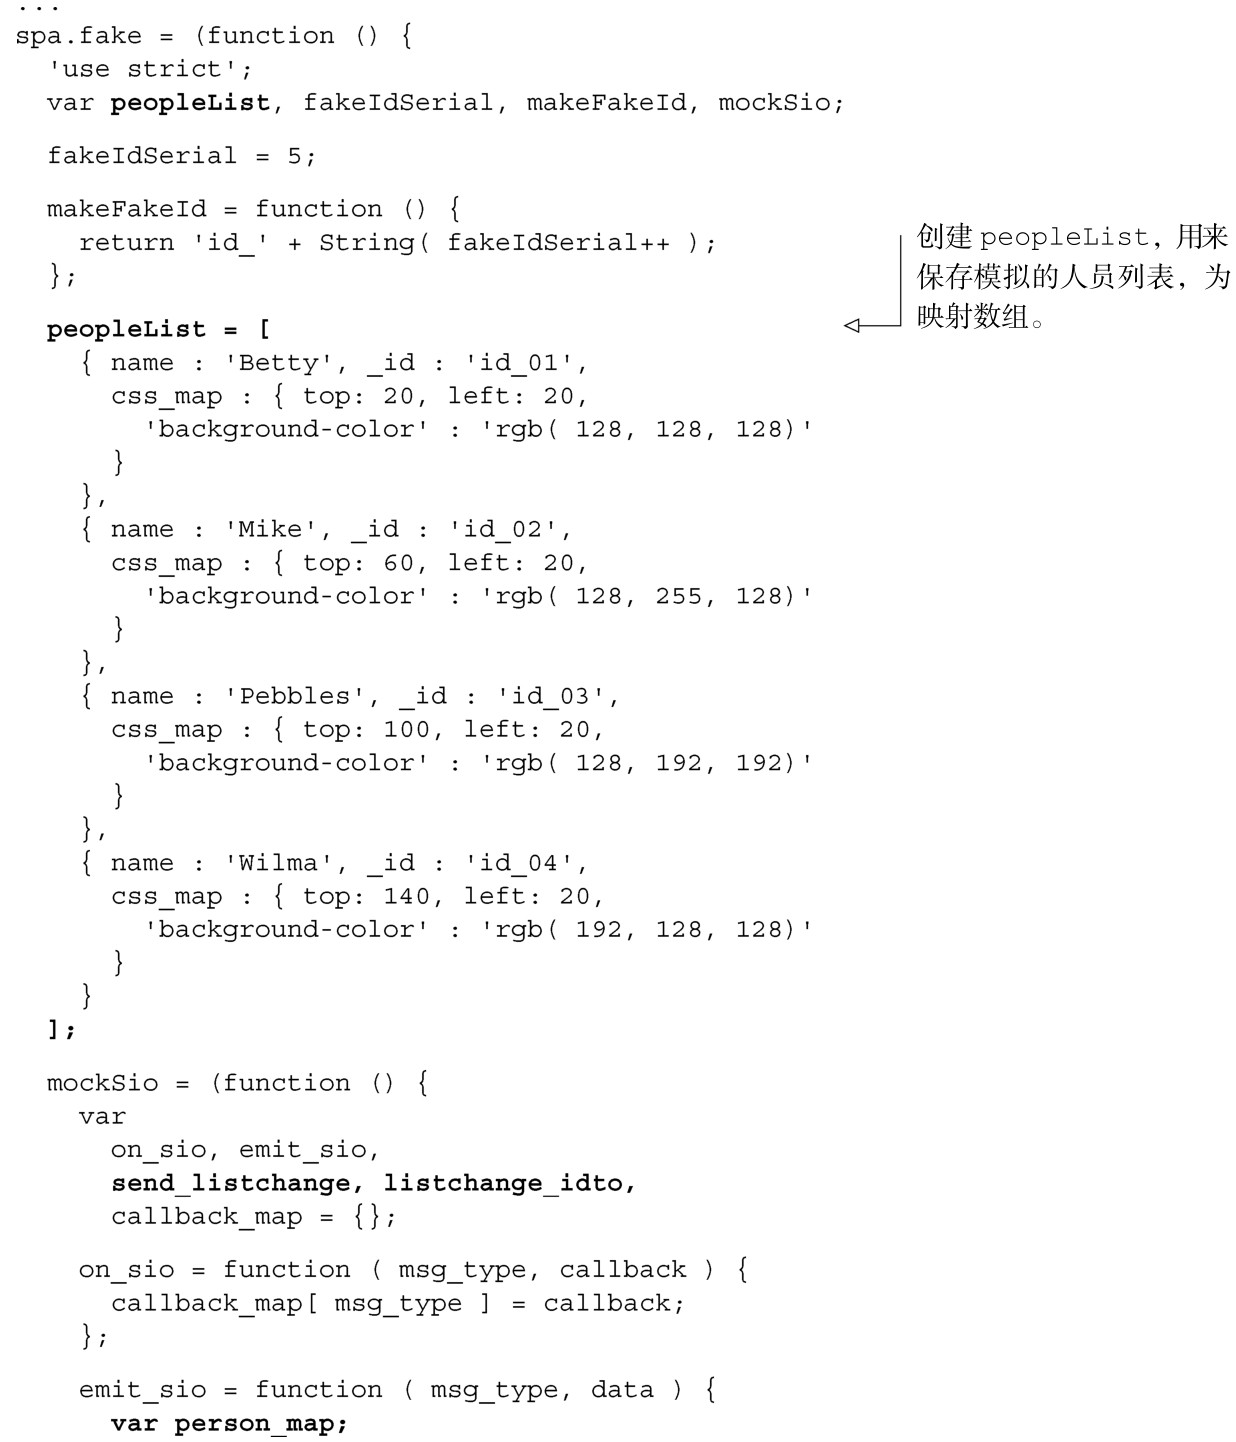 ...
spa.fake = (function () {
  'use strict';
  var peopleList, fakeIdSerial, makeFakeId, mockSio;
  fakeIdSerial = 5;
  makeFakeId = function () {
    return 'id_' + String( fakeIdSerial++ );
  };
创建 peopleList，用来
保存模拟的人员列表，为
映射数组。
  peopleList = [
    { name : 'Betty', _id : 'id_01',
      css_map : { top: 20, left: 20,
        'background-color' : 'rgb( 128, 128, 128)'
      }
    },
    { name : 'Mike', _id : 'id_02',
      css_map : { top: 60, left: 20,
        'background-color' : 'rgb( 128, 255, 128)'
      }
    },
    { name : 'Pebbles', _id : 'id_03',
      css_map : { top: 100, left: 20,
        'background-color' : 'rgb( 128, 192, 192)'
      }
    },
    { name : 'Wilma', _id : 'id_04',
      css_map : { top: 140, left: 20,
        'background-color' : 'rgb( 192, 128, 128)'
      }
    }
  ];
  mockSio = (function () {
    var
      on_sio, emit_sio,
      send_listchange, listchange_idto,
      callback_map = {};
    on_sio = function ( msg_type, callback ) {
      callback_map[ msg_type ] = callback;
    };
    emit_sio = function ( msg_type, data ) {
      var person_map;